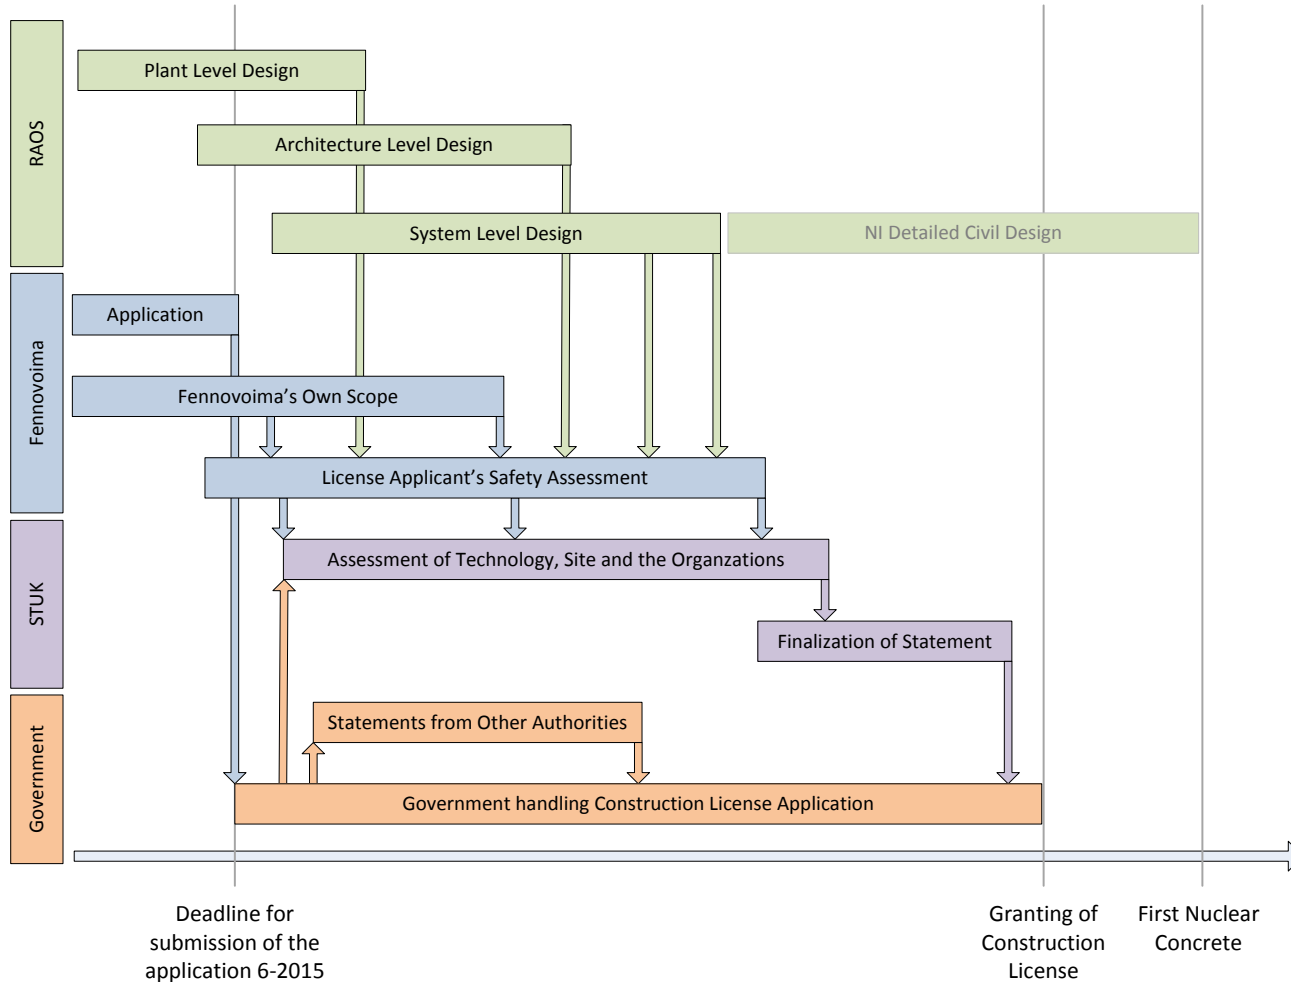 RAOS
Plant Level Design
Architecture Level Design
System Level Design
NI Detailed Civil Design
Fennovoima
Application
Fennovoima's Own Scope
License Applicant's Safety Assessment
STUK
Assessment of Technology, Site and the Organzations
Finalization of Statement
Government
Statements from Other Authorities
Government handling Construction License Application
Deadline for
submission of the
application 6-2015
Granting of
Construction
License
First Nuclear
Concrete